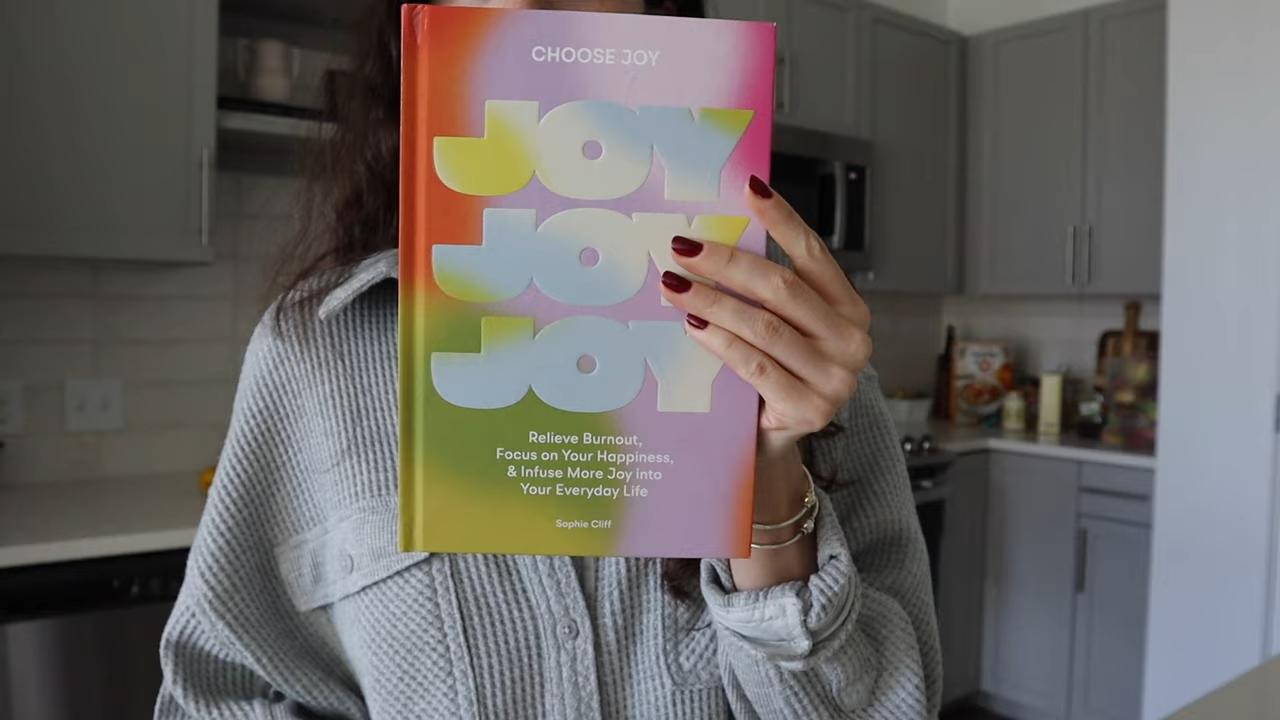 CHOOSE JOY
JOY
JOY
JOY
Relieve Burnout,
Focus on Your Happiness,
& Infuse More Joy into
Your Everyday Life
Sophie Cliff